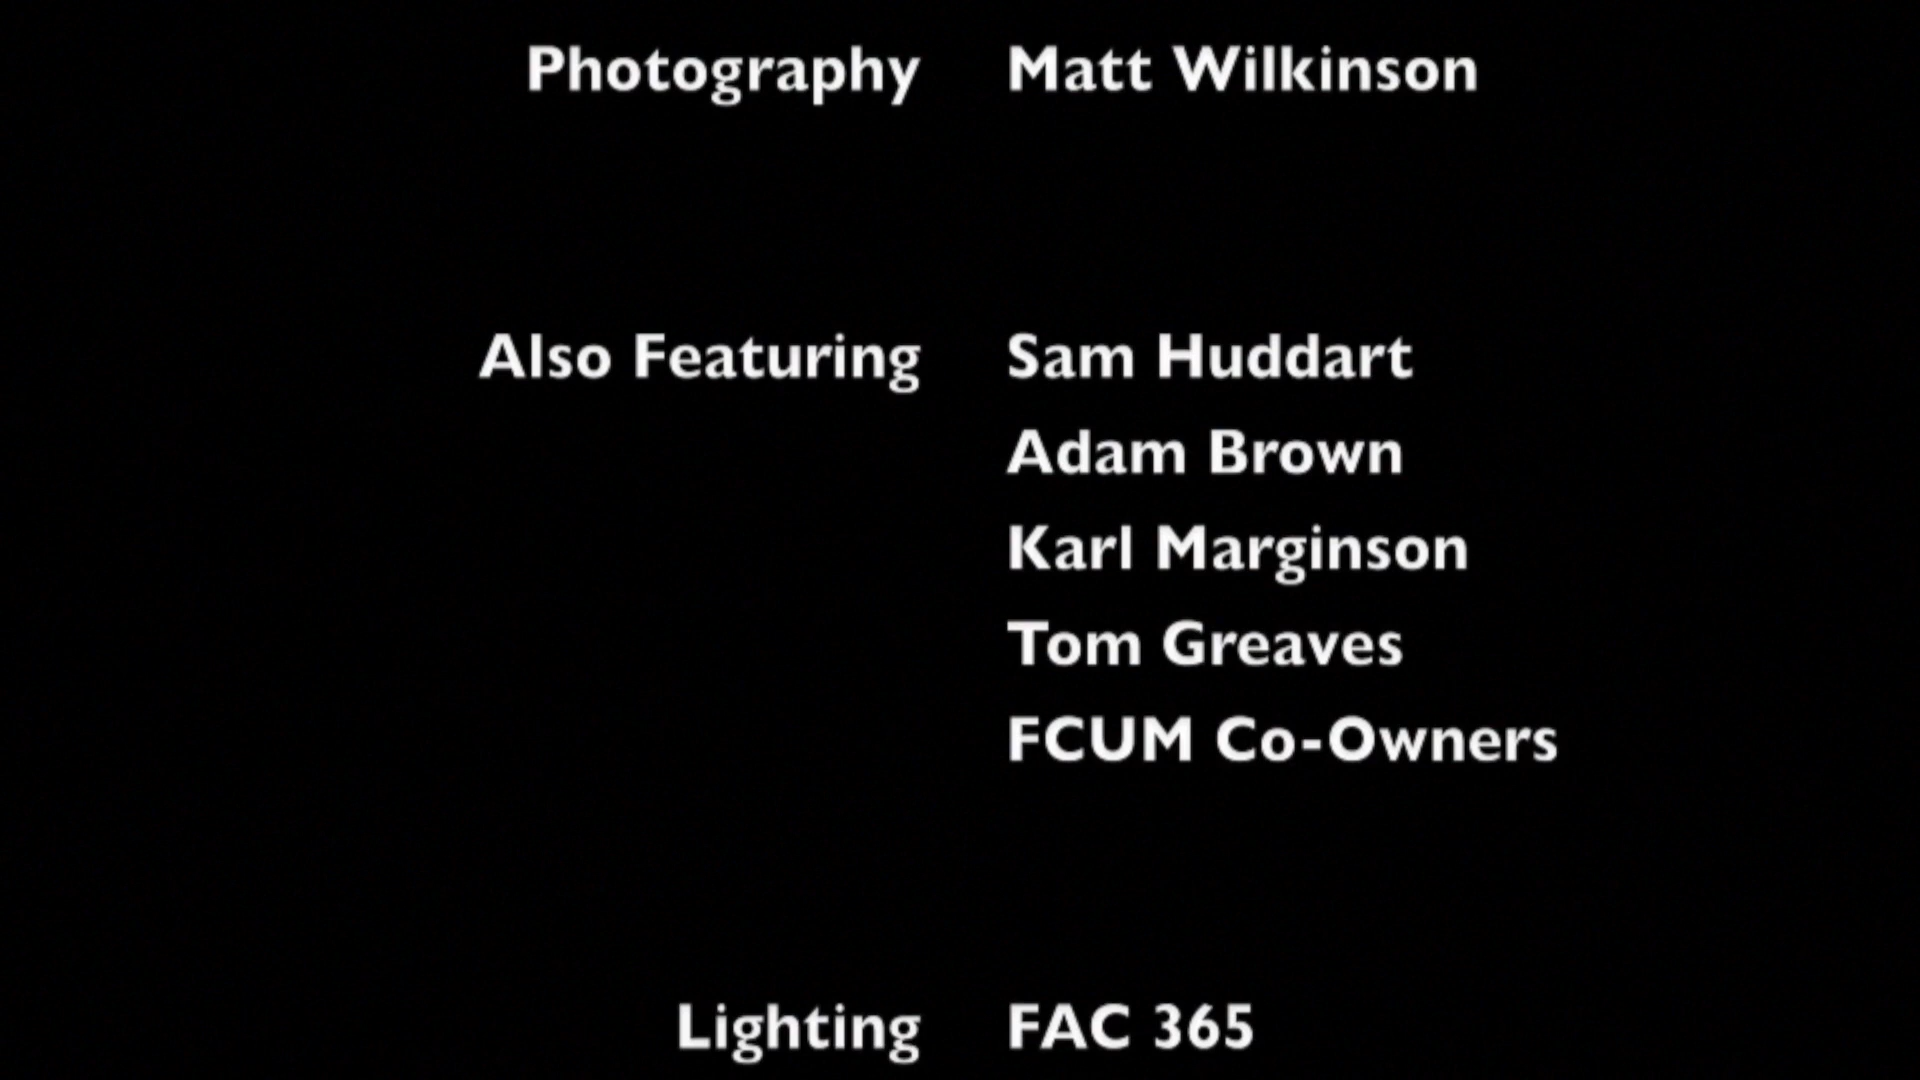 Photography Matt Wilkinson
Also Featuring Sam Huddart
Adam Brown
Karl Marginson
Tom Greaves
FCUM Co-Owners
Lighting FAC 365